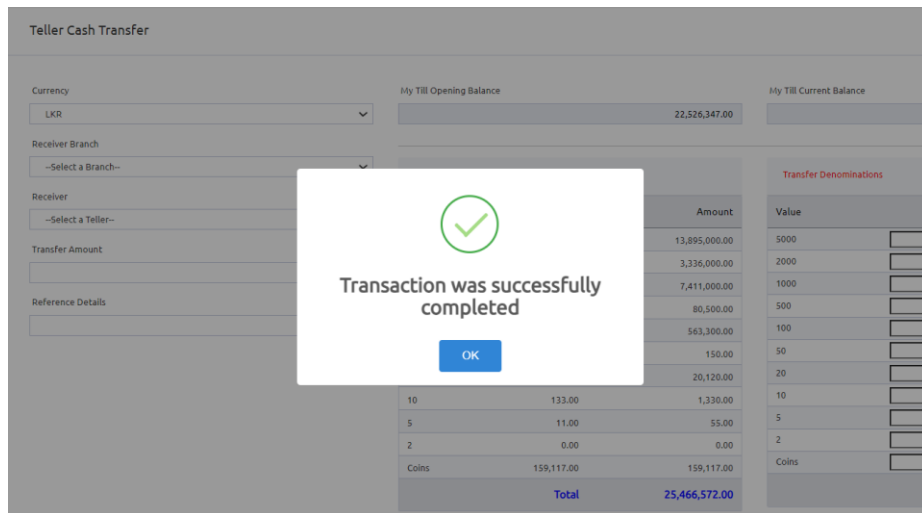 Teller Cash Transfer
Currency
LKR
Receiver Branch
--Select a Branch--
Receiver
--Select a Teller--
Transfer Amount
Reference Details
My Till Opening Balance
22,526,347.00
My Till Current Balance
Amount
13,895,000.00
3,336,000.00
7,411,000.00
80,500.00
563,300.00
150.00
20,120.00
10 133.00 1,330.00
5 11.00 55.00
2 0.00 0.00
Coins 159,117.00 159,117.00
Total 25,466,572.00
Transfer Denominations
Value
5000
2000
1000
500
100
50
20
10
5
2
Coins
Transaction was successfully
completed
OK